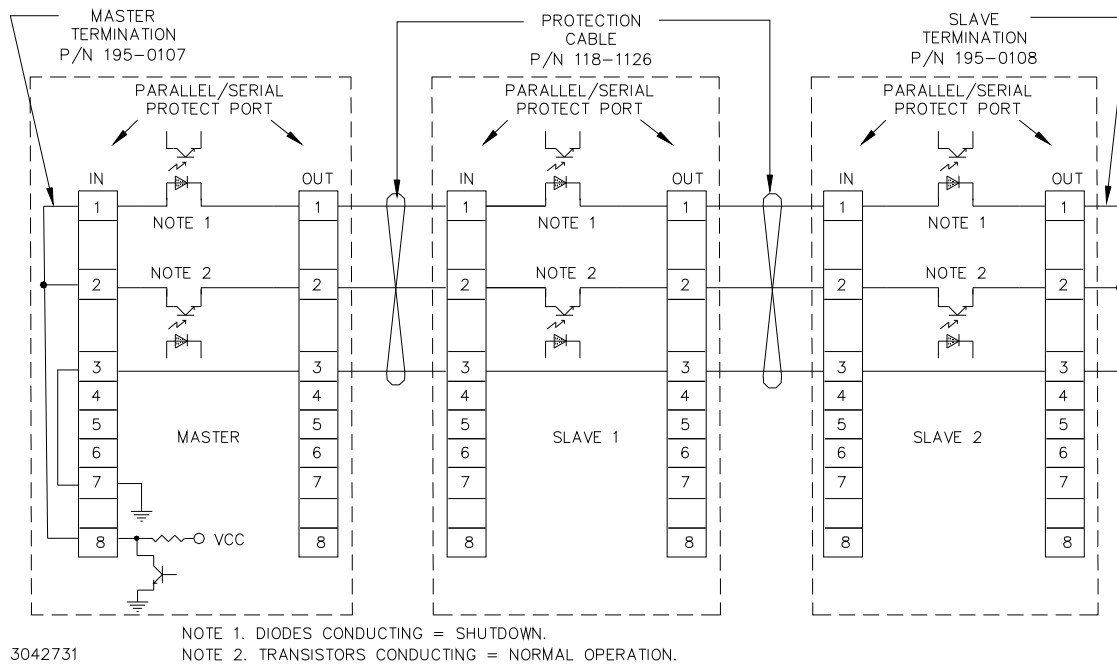 MASTER
TERMINATION
P/N 195-0107
PROTECTION
CABLE
P/N 118-1126
SLAVE
TERMINATION
P/N 195-0108
PARALLEL/SERIAL
PROTECT PORT
PARALLEL/SERIAL
PROTECT PORT
PARALLEL/SERIAL
PROTECT PORT
IN
OUT
IN
OUT
IN
OUT
1
NOTE 1
1
1
NOTE 1
1
1
NOTE 1
1
2
NOTE 2
2
2
NOTE 2
2
2
NOTE 2
2
3
3
3
3
3
3
4
4
4
4
4
4
5
MASTER
5
5
SLAVE 1
5
5
SLAVE 2
5
6
6
6
6
6
6
7
7
7
7
7
7
8
VCC
8
8
8
8
8
NOTE 1. DIODES CONDUCTING = SHUTDOWN.
3042731
NOTE 2. TRANSISTORS CONDUCTING = NORMAL OPERATION.